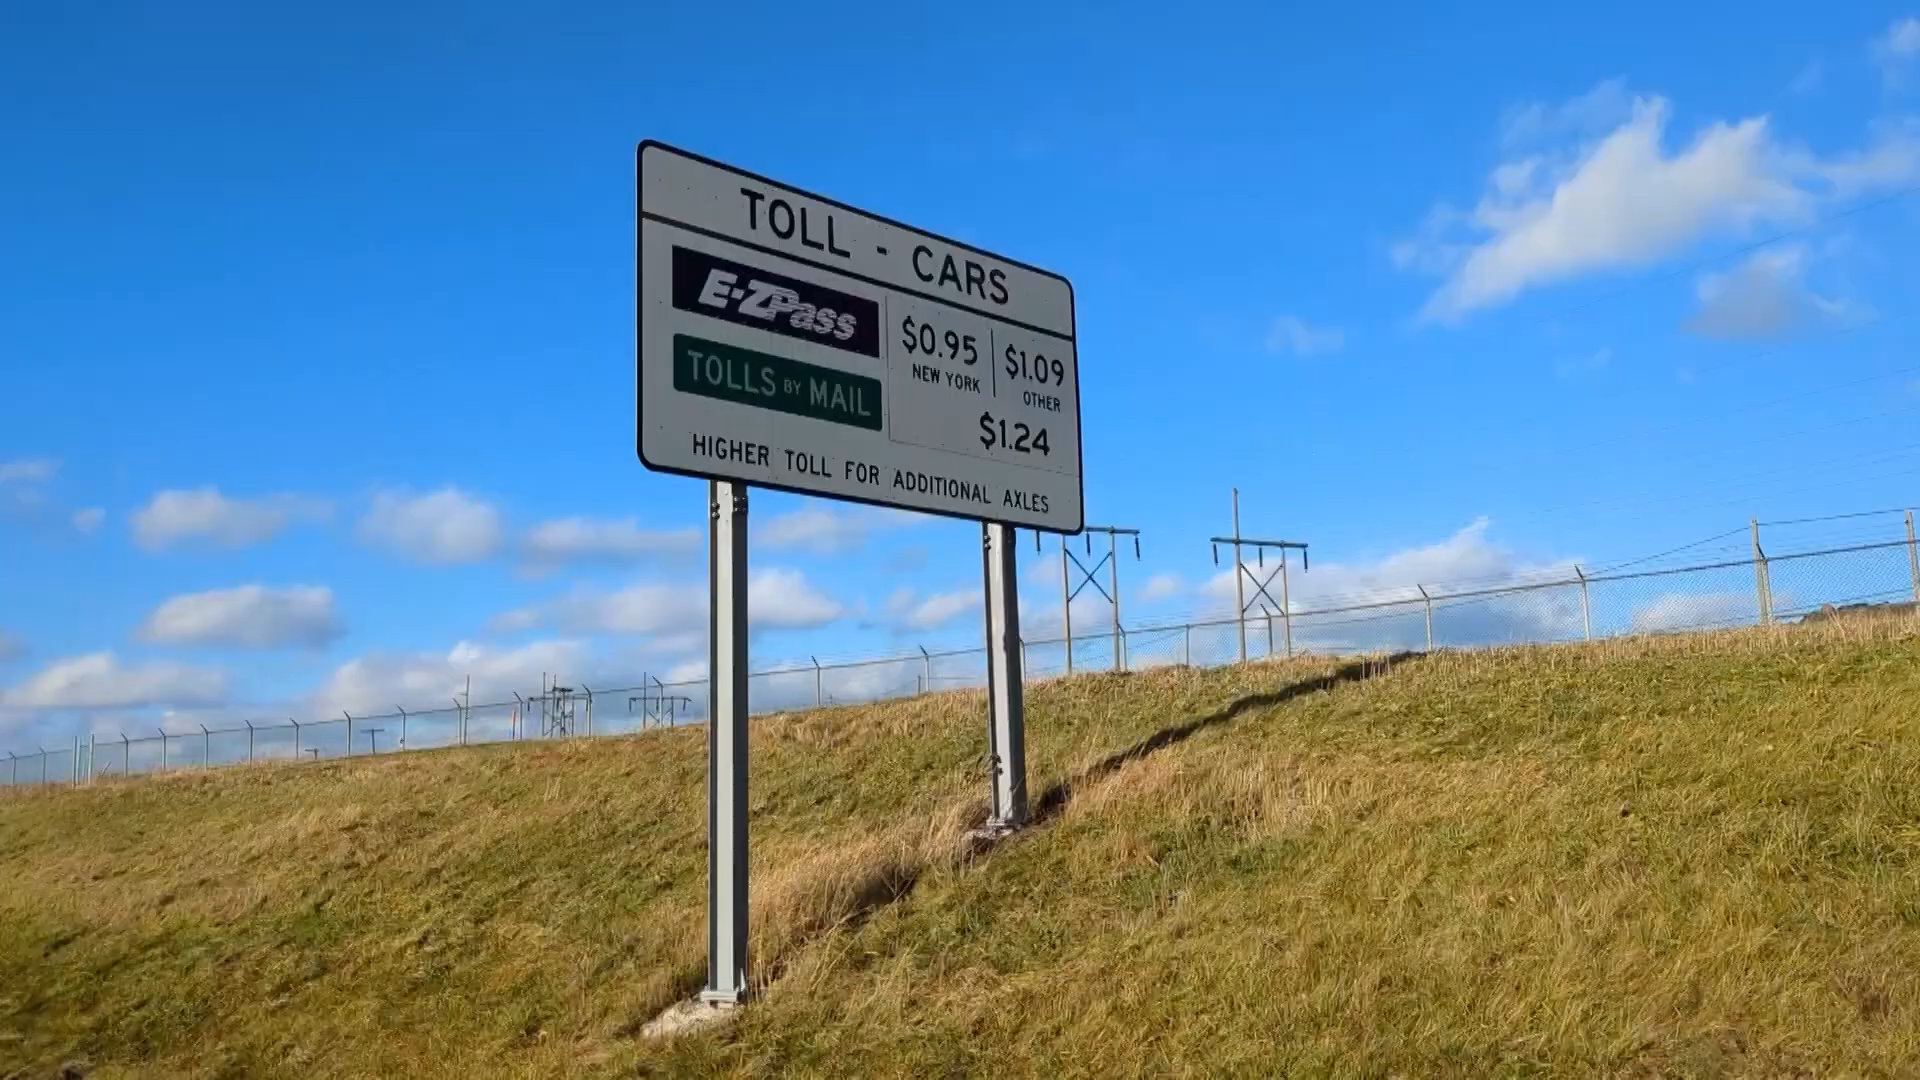 TOLL - CARS
E-ZPass
$0.95
NEW YORK
$1.09
OTHER
TOLLS BY MAIL
$1.24
HIGHER TOLL FOR ADDITIONAL AXLES